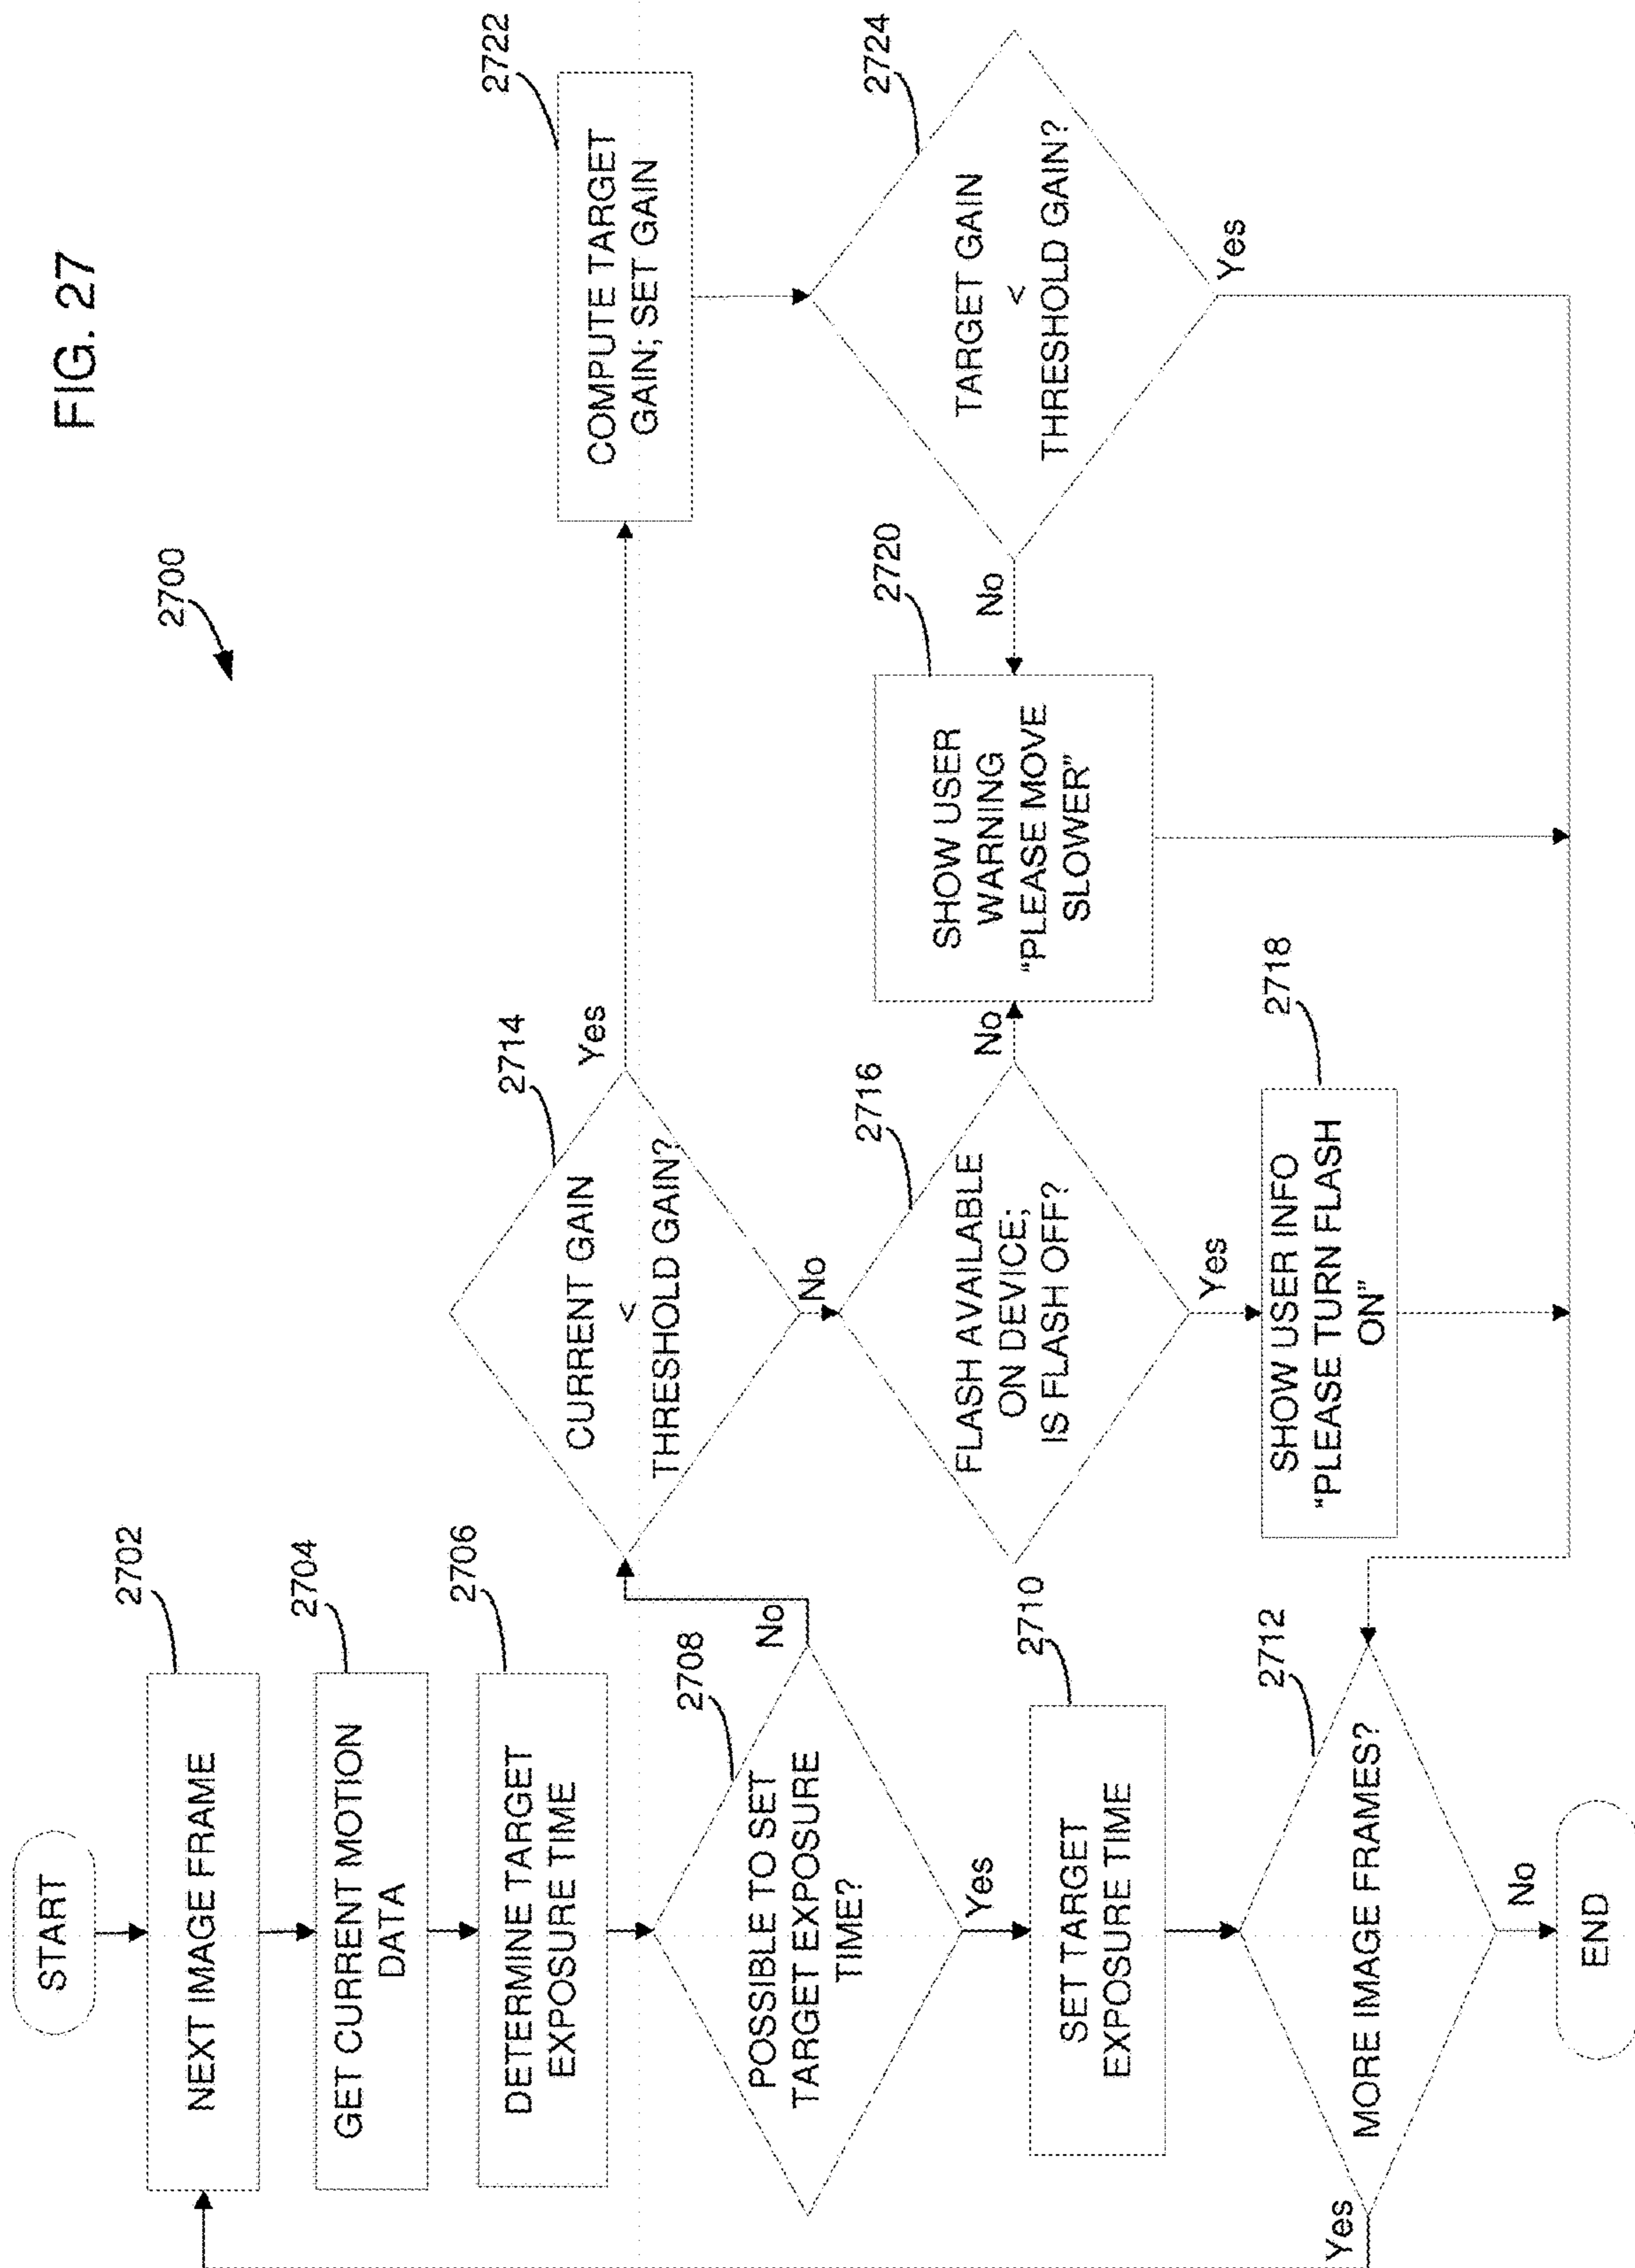 FIG. 27
2700
START
NEXT IMAGE FRAME
2702
GET CURRENT MOTION
DATA
2704
DETERMINE TARGET
EXPOSURE TIME
2706
POSSIBLE TO SET
TARGET EXPOSURE
TIME?
2708
No
Yes
SET TARGET
EXPOSURE TIME
2710
MORE IMAGE FRAMES?
2712
Yes
No
END
CURRENT GAIN
<
THRESHOLD GAIN?
2714
Yes
No
FLASH AVAILABLE
ON DEVICE;
IS FLASH OFF?
2716
No
Yes
SHOW USER INFO
"PLEASE TURN FLASH
ON"
2718
SHOW USER
WARNING
"PLEASE MOVE
SLOWER"
2720
COMPUTE TARGET
GAIN; SET GAIN
2722
TARGET GAIN
<
THRESHOLD GAIN?
2724
No
Yes